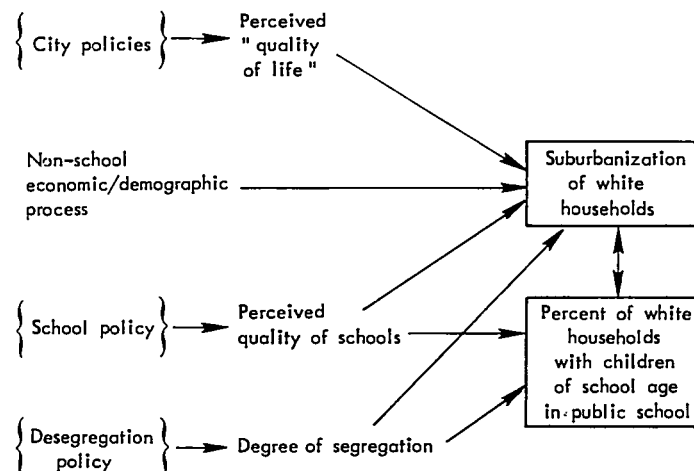 City policies
Perceived
" quality
of life "
Non-school
economic/demographic
process
Suburbanization
of white
households
School policy
Perceived
quality of schools
Percent of white
households
with children
of school age
in public school
Desegregation
policy
Degree of segregation